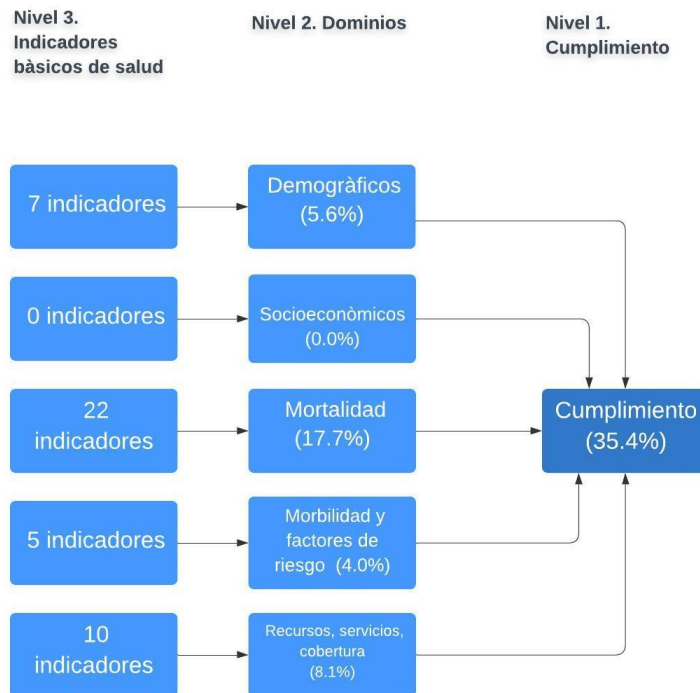 Nivel 3.
Indicadores
bàsicos de salud
Nivel 2. Dominios
Nivel 1.
Cumplimiento
7 indicadores
Demogràficos
(5.6%)
0 indicadores
Socioeconòmicos
(0.0%)
22
indicadores
Mortalidad
(17.7%)
Cumplimiento
(35.4%)
5 indicadores
Morbilidad y
factores de
riesgo (4.0%)
10
indicadores
Recursos, servicios,
cobertura
(8.1%)